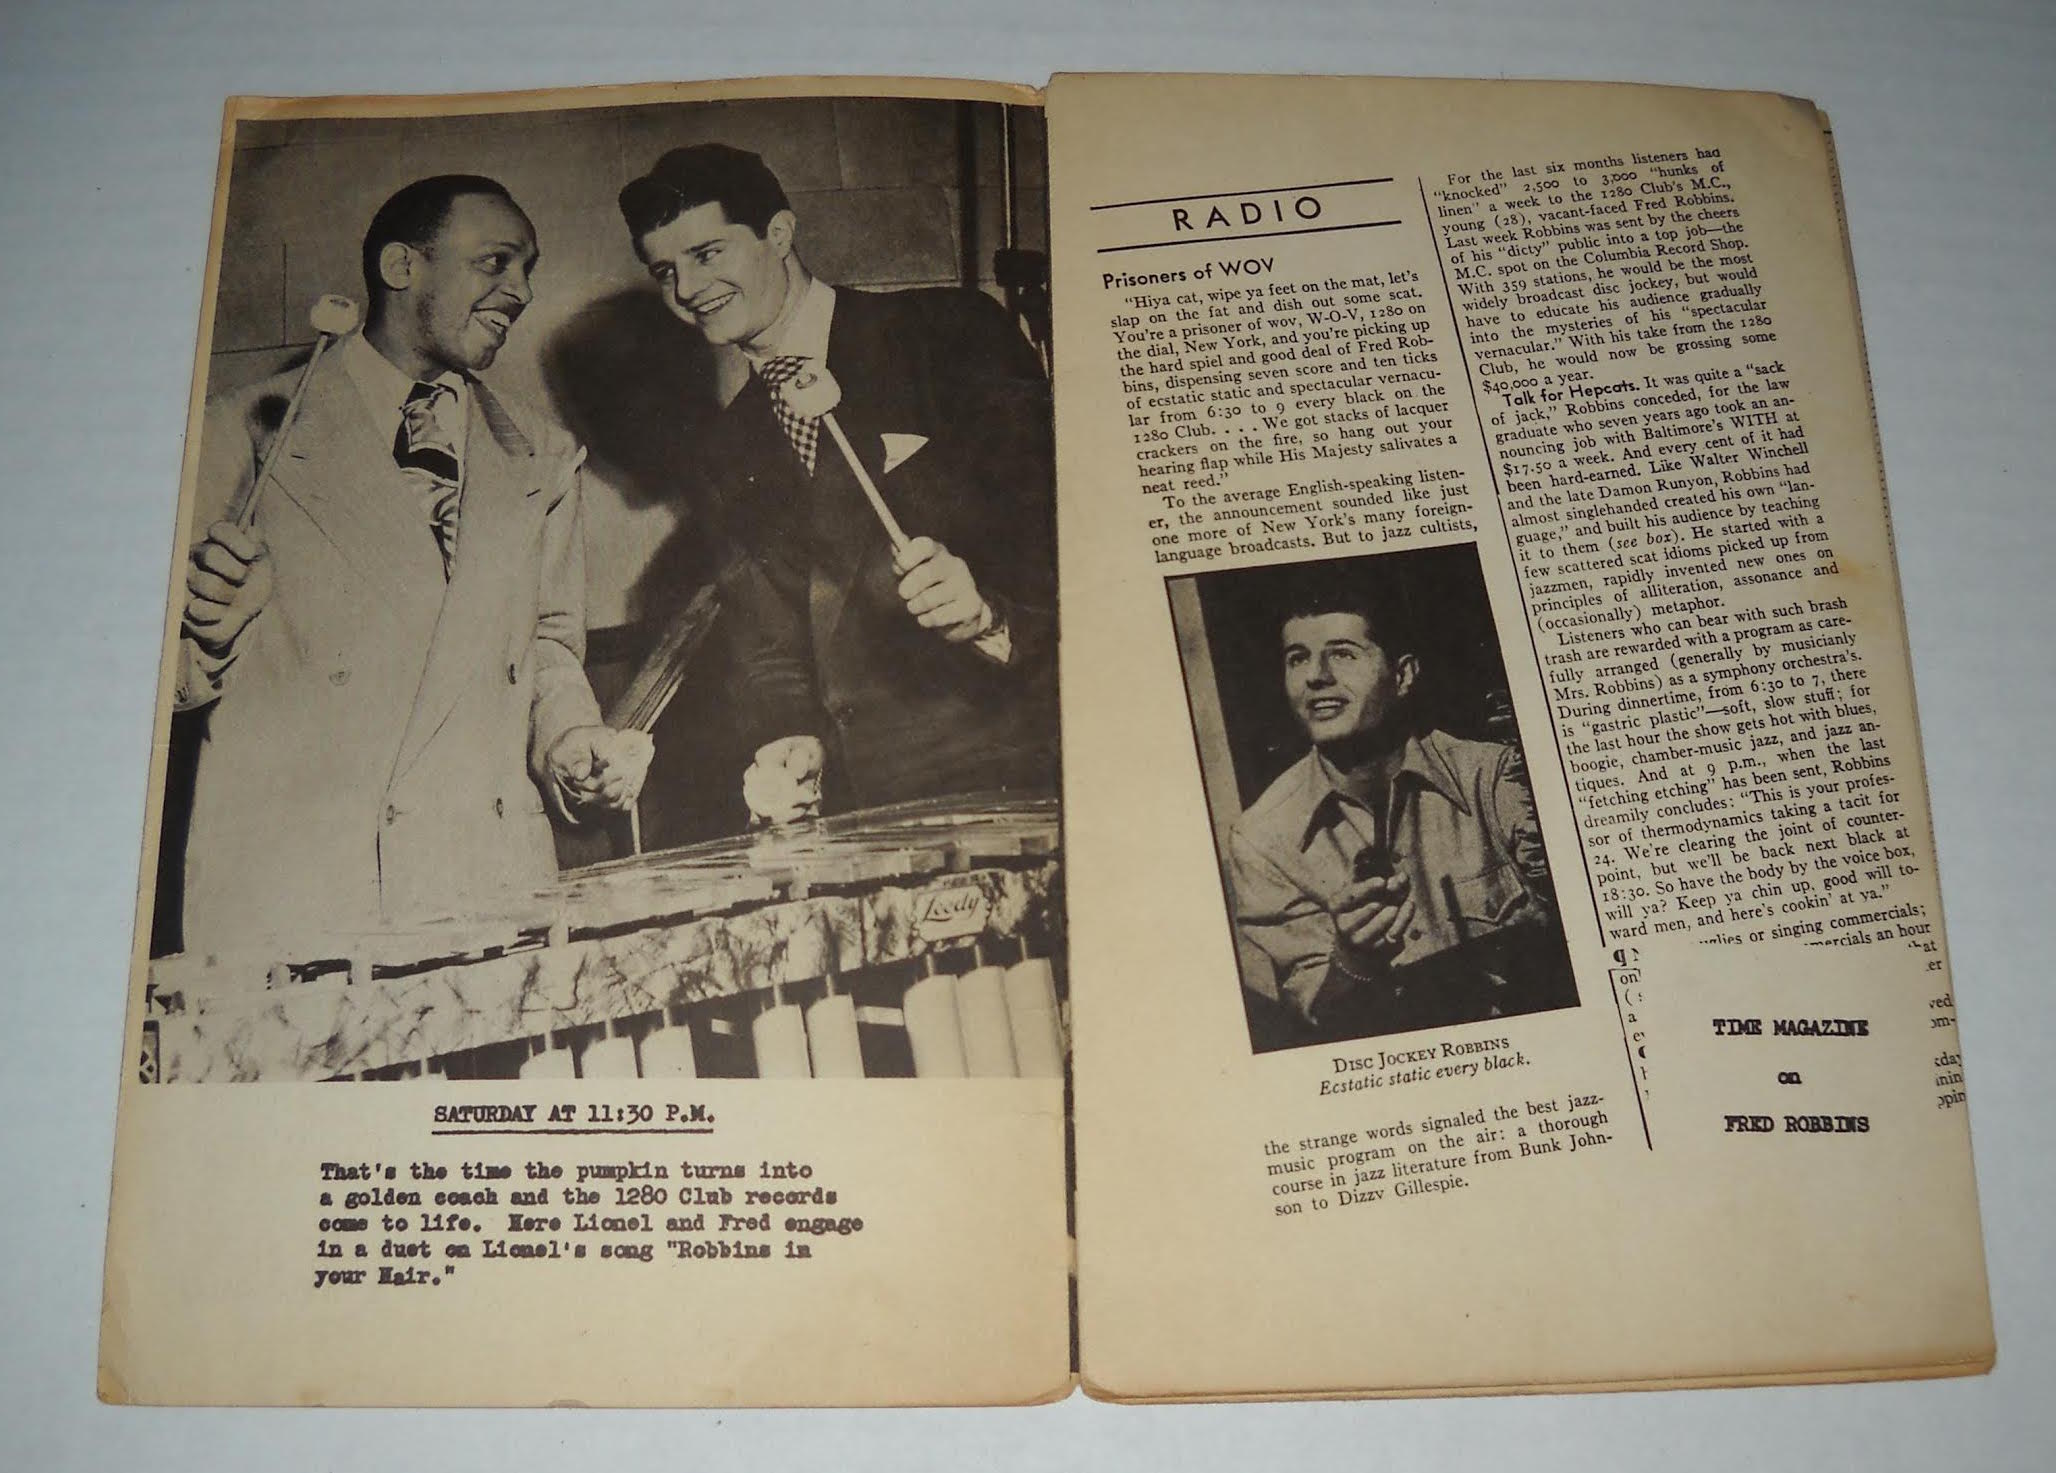 Leedy
SATURDAY AT 11:30 P.M.
That's the time the pumpkin turns into
a golden coach and the 1280 Club records
come to life. Here Lionel and Fred engage
in a duet on Lionel's song "Robbins in
your Hair."
RADIO
Prisoners of WOV
"Hiya cat, wipe ya feet on the mat, let's
slap on the fat and dish out some scat.
You're a prisoner of wov, W-O-V, 1280 on
the dial, New York, and you're picking up
the hard spiel and good deal of Fred Rob-
bins, dispensing seven score and ten ticks
of ecstatic static and spectacular vernacu-
lar from 6:30 to 9 every black on the
1280 Club. . . . We got stacks of lacquer
crackers on the fire, so hang out your
hearing flap while His Majesty salivates a
neat reed."
To the average English-speaking listen-
er, the announcement sounded like just
one more of New York's many foreign-
language broadcasts. But to jazz cultists,
DISC JOCKEY ROBBINS
Ecstatic static every black.
the strange words signaled the best jazz-
music program on the air: a thorough
course in jazz literature from Bunk John-
son to Dizzy Gillespie.
For the last six months listeners had
"knocked" 2,500 to 3,000 "hunks of
linen" a week to the 1280 Club's M.C.,
young (28), vacant-faced Fred Robbins.
Last week Robbins was sent by the cheers
of his "dicty" public into a top job—the
M.C. spot on the Columbia Record Shop.
With 359 stations, he would be the most
widely broadcast disc jockey, but would
have to educate his audience gradually
into the mysteries of his "spectacular
vernacular." With his take from the 1280
Club, he would now be grossing some
$40,000 a year.
Talk for Hepcats. It was quite a "sack
of jack," Robbins conceded, for the law
graduate who seven years ago took an an-
nouncing job with Baltimore's WITH at
$17.50 a week. And every cent of it had
been hard-earned. Like Walter Winchell
and the late Damon Runyon, Robbins had
almost singlehanded created his own "lan-
guage," and built his audience by teaching
it to them (see box). He started with a
few scattered scat idioms picked up from
jazzmen, rapidly invented new ones on
principles of alliteration, assonance and
(occasionally) metaphor.
Listeners who can bear with such brash
trash are rewarded with a program as care-
fully arranged (generally by musicianly
Mrs. Robbins) as a symphony orchestra's.
During dinnertime, from 6:30 to 7, there
is "gastric plastic"—soft, slow stuff; for
the last hour the show gets hot with blues,
boogie, chamber-music jazz, and jazz an-
tiques. And at 9 p.m., when the last
"fetching etching" has been sent, Robbins
dreamily concludes: "This is your profes-
sor of thermodynamics taking a tacit for
24. We're clearing the joint of counter-
point, but we'll be back next black at
18:30. So have the body by the voice box,
will ya? Keep ya chin up, good will to-
ward men, and here's cookin' at ya."
or singing commercials;
an hour
TIME MAGAZINE
on
FRED ROBBINS